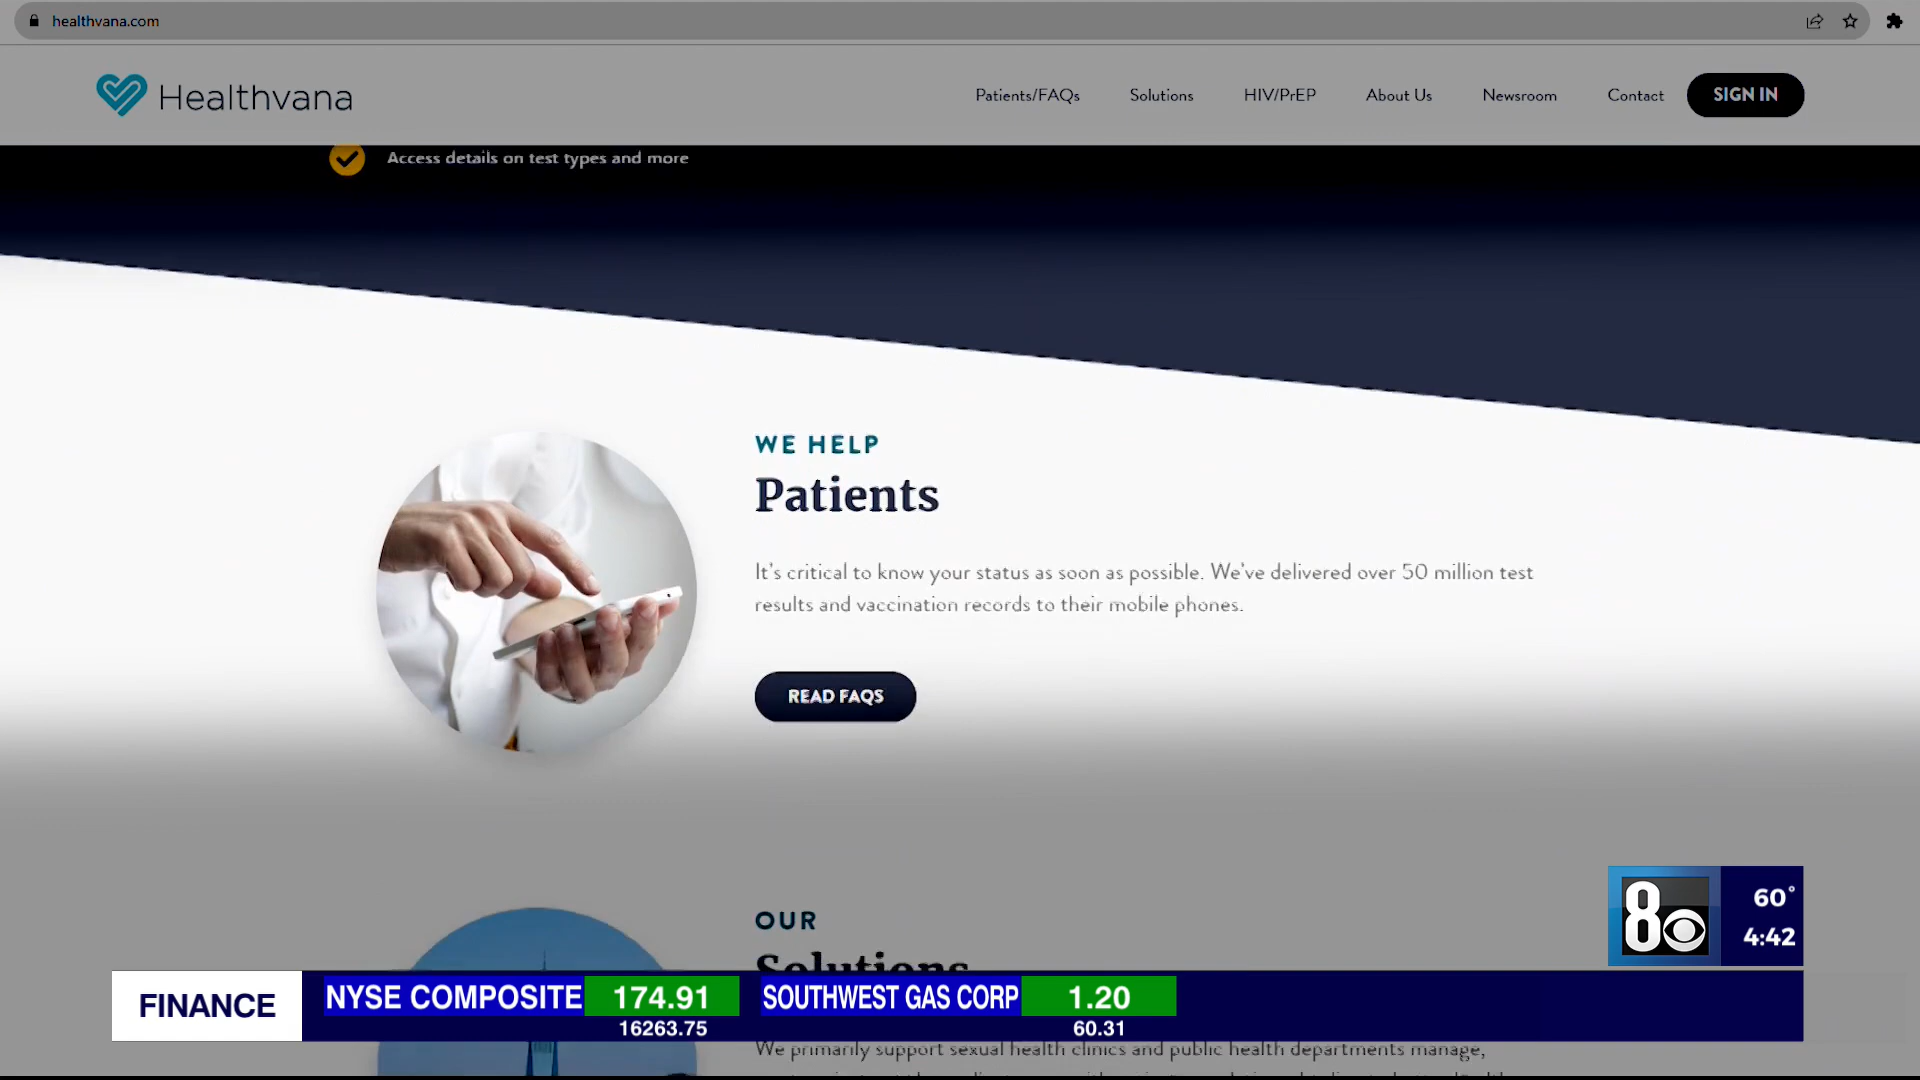 healthvana.com
Healthvana
Patients/FAQs
Solutions
HIV/PrEP
About Us
Newsroom
Contact
SIGN IN
Access details on test types and more
WE HELP
Patients
It's critical to know your status as soon as possible. We've delivered over 50 million test
results and vaccination records to their mobile phones.
READ FAQS
OUR
Solutions
8
60°
4:42
FINANCE
NYSE COMPOSITE 174.91
16263.75
SOUTHWEST GAS CORP 1.20
60.31
We primarily support sexual health clinics and public health departments manage,